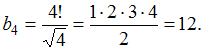 b₄ = 4!/√4 = 1·2·3·4/2 = 12.